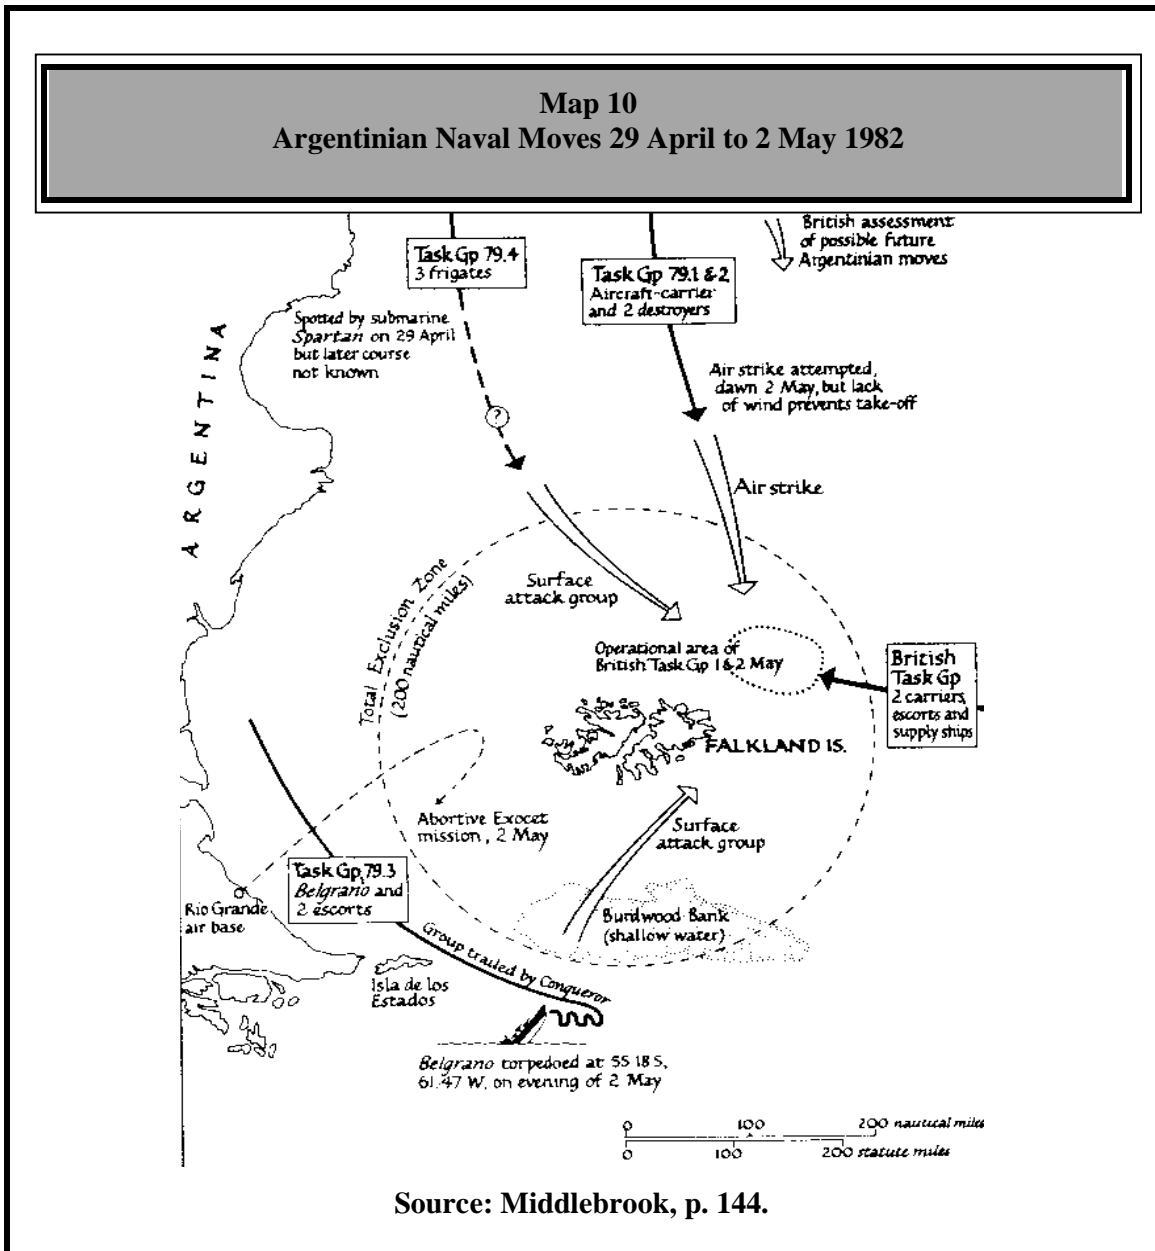 Map 10
Argentinian Naval Moves 29 April to 2 May 1982
British assessment
of possible future
Argentinian moves
Task Gp 79.4
3 frigates
Task Gp 79.1 & 2
Aircraft-carrier
and 2 destroyers
Spotted by submarine
Spartan on 29 April
but later course
not known
ARGENTINA
Air strike attempted,
dawn 2 May, but lack
of wind prevents take-off
?
Air strike
Total Exclusion Zone
(200 nautical miles)
Surface
attack group
Operational area of
British Task Gp 1 & 2 May
British
Task Gp
2 carriers,
escorts and
supply ships
FALKLAND IS.
Abortive Exocet
mission, 2 May
Surface
attack group
Task Gp 79.3
Belgrano and
2 escorts
Rio Grande
air base
Burdwood Bank
(shallow water)
Group trailed by Conqueror
Isla de los
Estados
Belgrano torpedoed at 55 18 S,
61.47 W, on evening of 2 May
0 100 200 nautical miles
0 100 200 statute miles
Source: Middlebrook, p. 144.